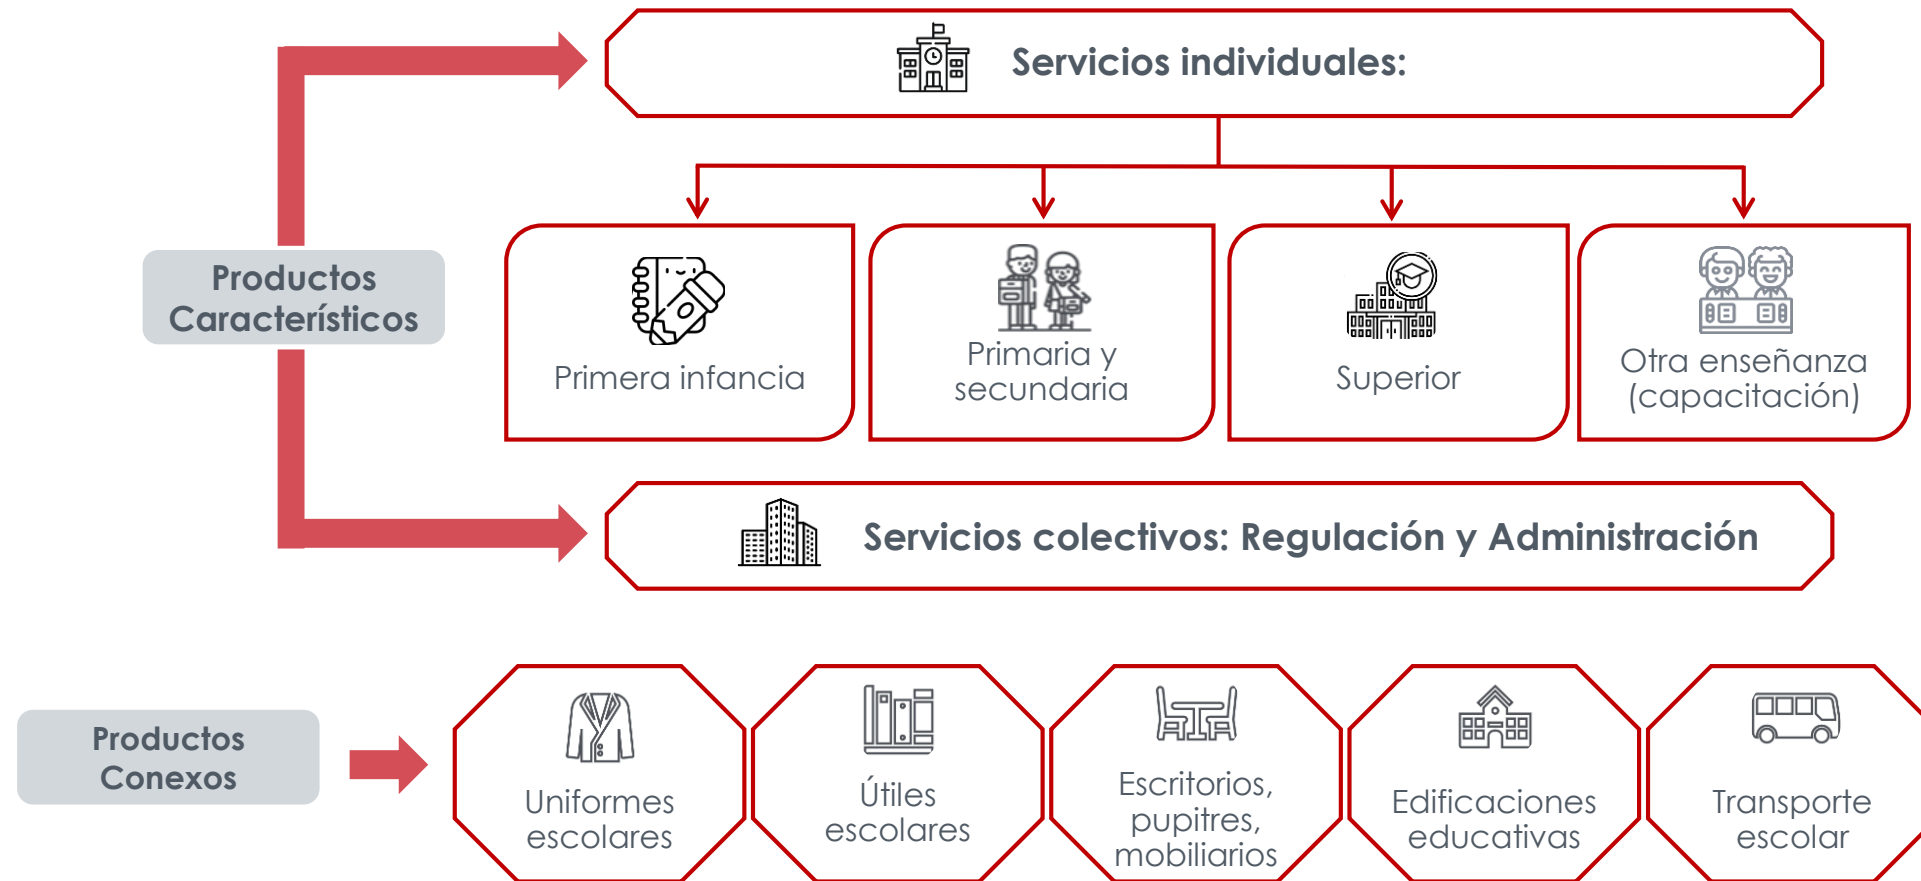 Servicios individuales:
Productos
Característicos
Primera infancia
Primaria y
secundaria
Superior
Otra enseñanza
(capacitación)
Servicios colectivos: Regulación y Administración
Productos
Conexos
Uniformes
escolares
Útiles
escolares
Escritorios,
pupitres,
mobiliarios
Edificaciones
educativas
Transporte
escolar